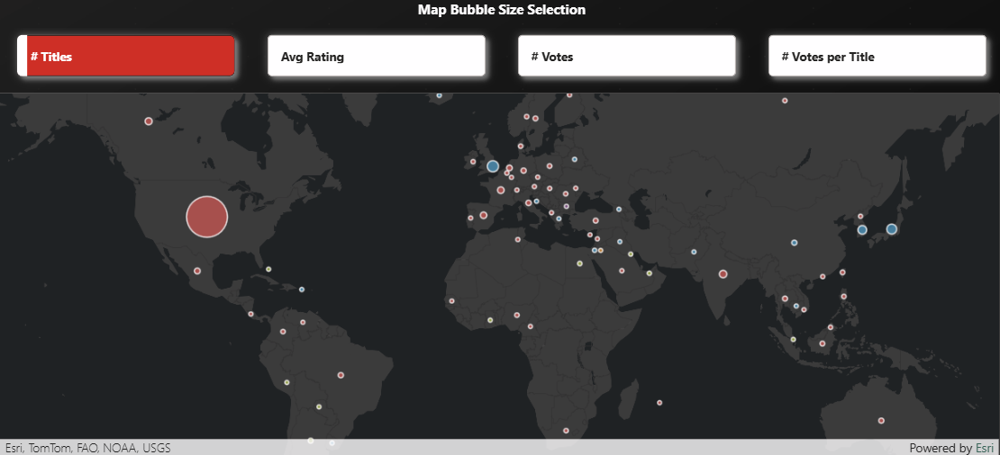 Map Bubble Size Selection
# Titles
Avg Rating
# Votes
# Votes per Title
Esri, TomTom, FAO, NOAA, USGS
Powered by Esri